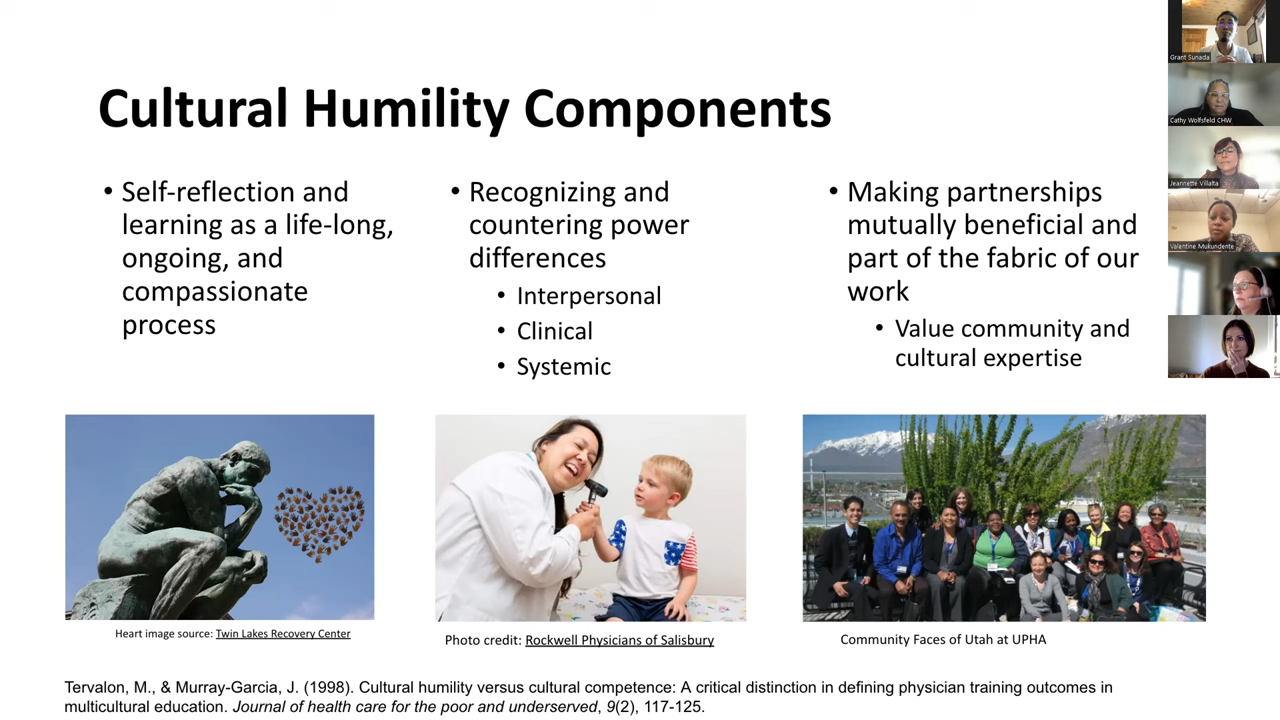 Cultural Humility Components
• Self-reflection and
learning as a life-long,
ongoing, and
compassionate
process
• Recognizing and
countering power
differences
• Interpersonal
• Clinical
• Systemic
• Making partnerships
mutually beneficial and
part of the fabric of our
work
• Value community and
cultural expertise
Heart image source: Twin Lakes Recovery Center
Photo credit: Rockwell Physicians of Salisbury
Community Faces of Utah at UPHA
Tervalon, M., & Murray-Garcia, J. (1998). Cultural humility versus cultural competence: A critical distinction in defining physician training outcomes in
multicultural education. Journal of health care for the poor and underserved, 9(2), 117-125.
Grant Sunada
Cathy Wolfsfeld CHW
Jeannette Villalta
Valentine Mukundente